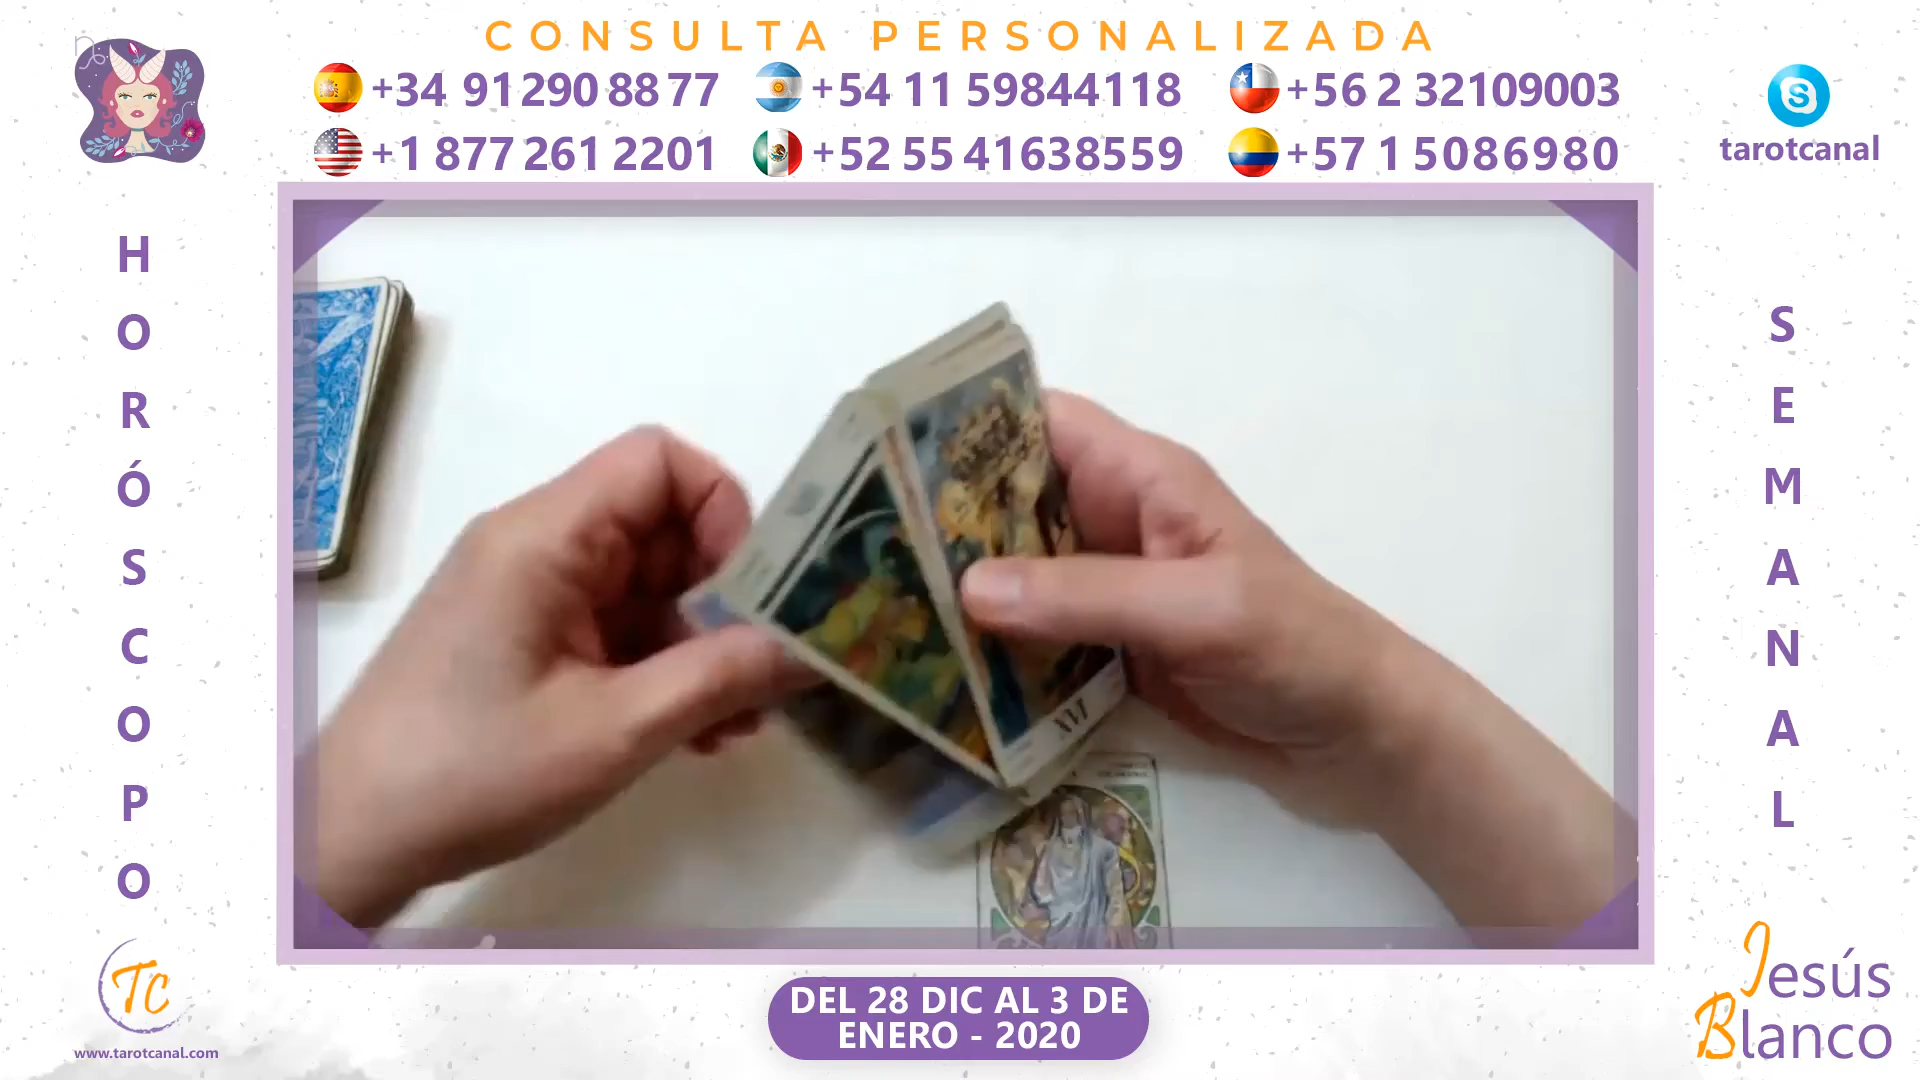 CONSULTA PERSONALIZADA
+34 91 290 88 77
+54 11 59844118
+56 2 32109003
+1 877 261 2201
+52 55 41638559
+57 1 5086980
tarotcanal
HORÓSCOPO
SEMANAL
XVI
TC
www.tarotcanal.com
DEL 28 DIC AL 3 DE
ENERO - 2020
Jesús
Blanco